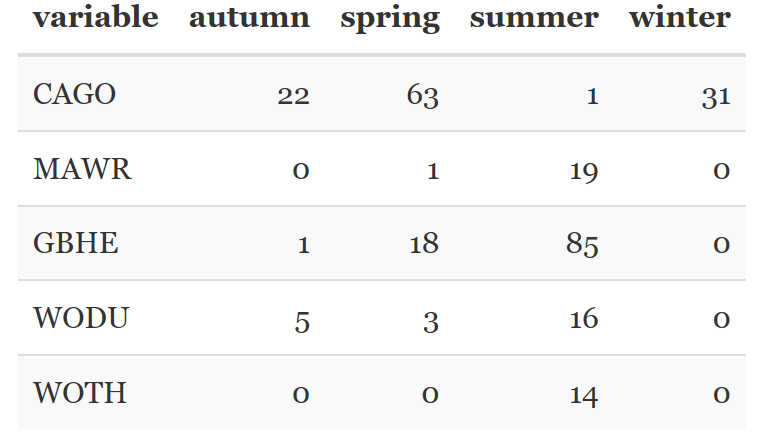 variable autumn spring summer winter
CAGO 22 63 1 31
MAWR 0 1 19 0
GBHE 1 18 85 0
WODU 5 3 16 0
WOTH 0 0 14 0